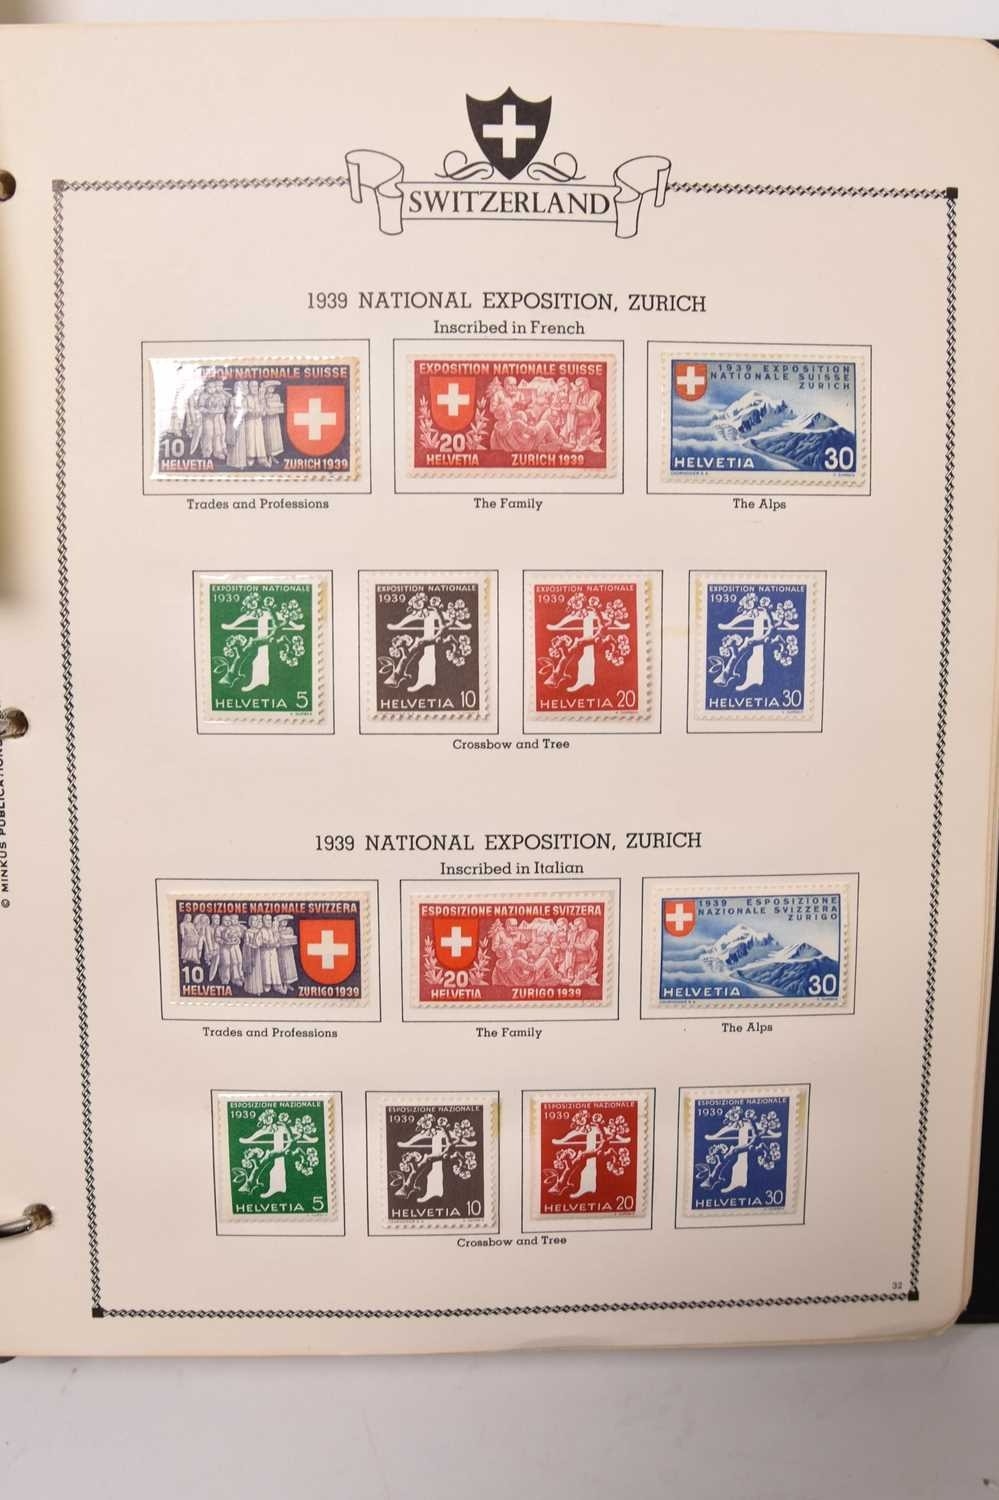 SWITZERLAND
1939 NATIONAL EXPOSITION, ZURICH
Inscribed in French
NATIONALE SUISSE
10
HELVETIA ZURICH 1939
EXPOSITION NATIONALE SUISSE
20
HELVETIA ZURICH 1939
1939 EXPOSITION
NATIONALE SUISSE
ZURICH
HELVETIA 30
Trades and Professions
The Family
The Alps
EXPOSITION NATIONALE
1939
5
HELVETIA
EXPOSITION NATIONALE
1939
10
HELVETIA
EXPOSITION NATIONALE
1939
20
HELVETIA
EXPOSITION NATIONALE
1939
30
HELVETIA
Crossbow and Tree
1939 NATIONAL EXPOSITION, ZURICH
Inscribed in Italian
ESPOSIZIONE NAZIONALE SVIZZERA
10
HELVETIA ZURIGO 1939
ESPOSIZIONE NAZIONALE SVIZZERA
20
HELVETIA ZURIGO 1939
1939 ESPOSIZIONE
NAZIONALE SVIZZERA
ZURIGO
HELVETIA 30
Trades and Professions
The Family
The Alps
ESPOSIZIONE NAZIONALE
1939
5
HELVETIA
ESPOSIZIONE NAZIONALE
1939
10
HELVETIA
ESPOSIZIONE NAZIONALE
1939
20
HELVETIA
ESPOSIZIONE NAZIONALE
1939
30
HELVETIA
Crossbow and Tree
32
© MINKUS